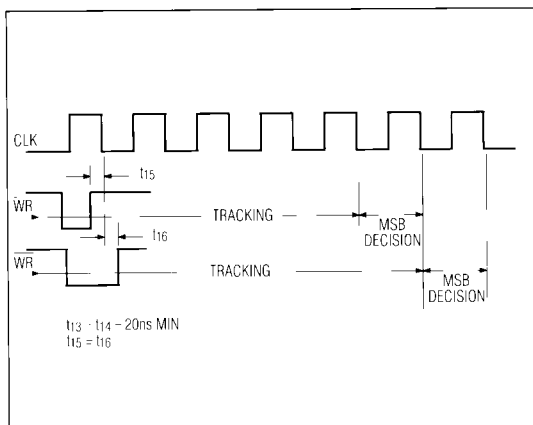 CLK
t15
WR
TRACKING
MSB
DECISION
t16
WR
TRACKING
MSB
DECISION
t13 - t14 - 20ns MIN
t15 = t16